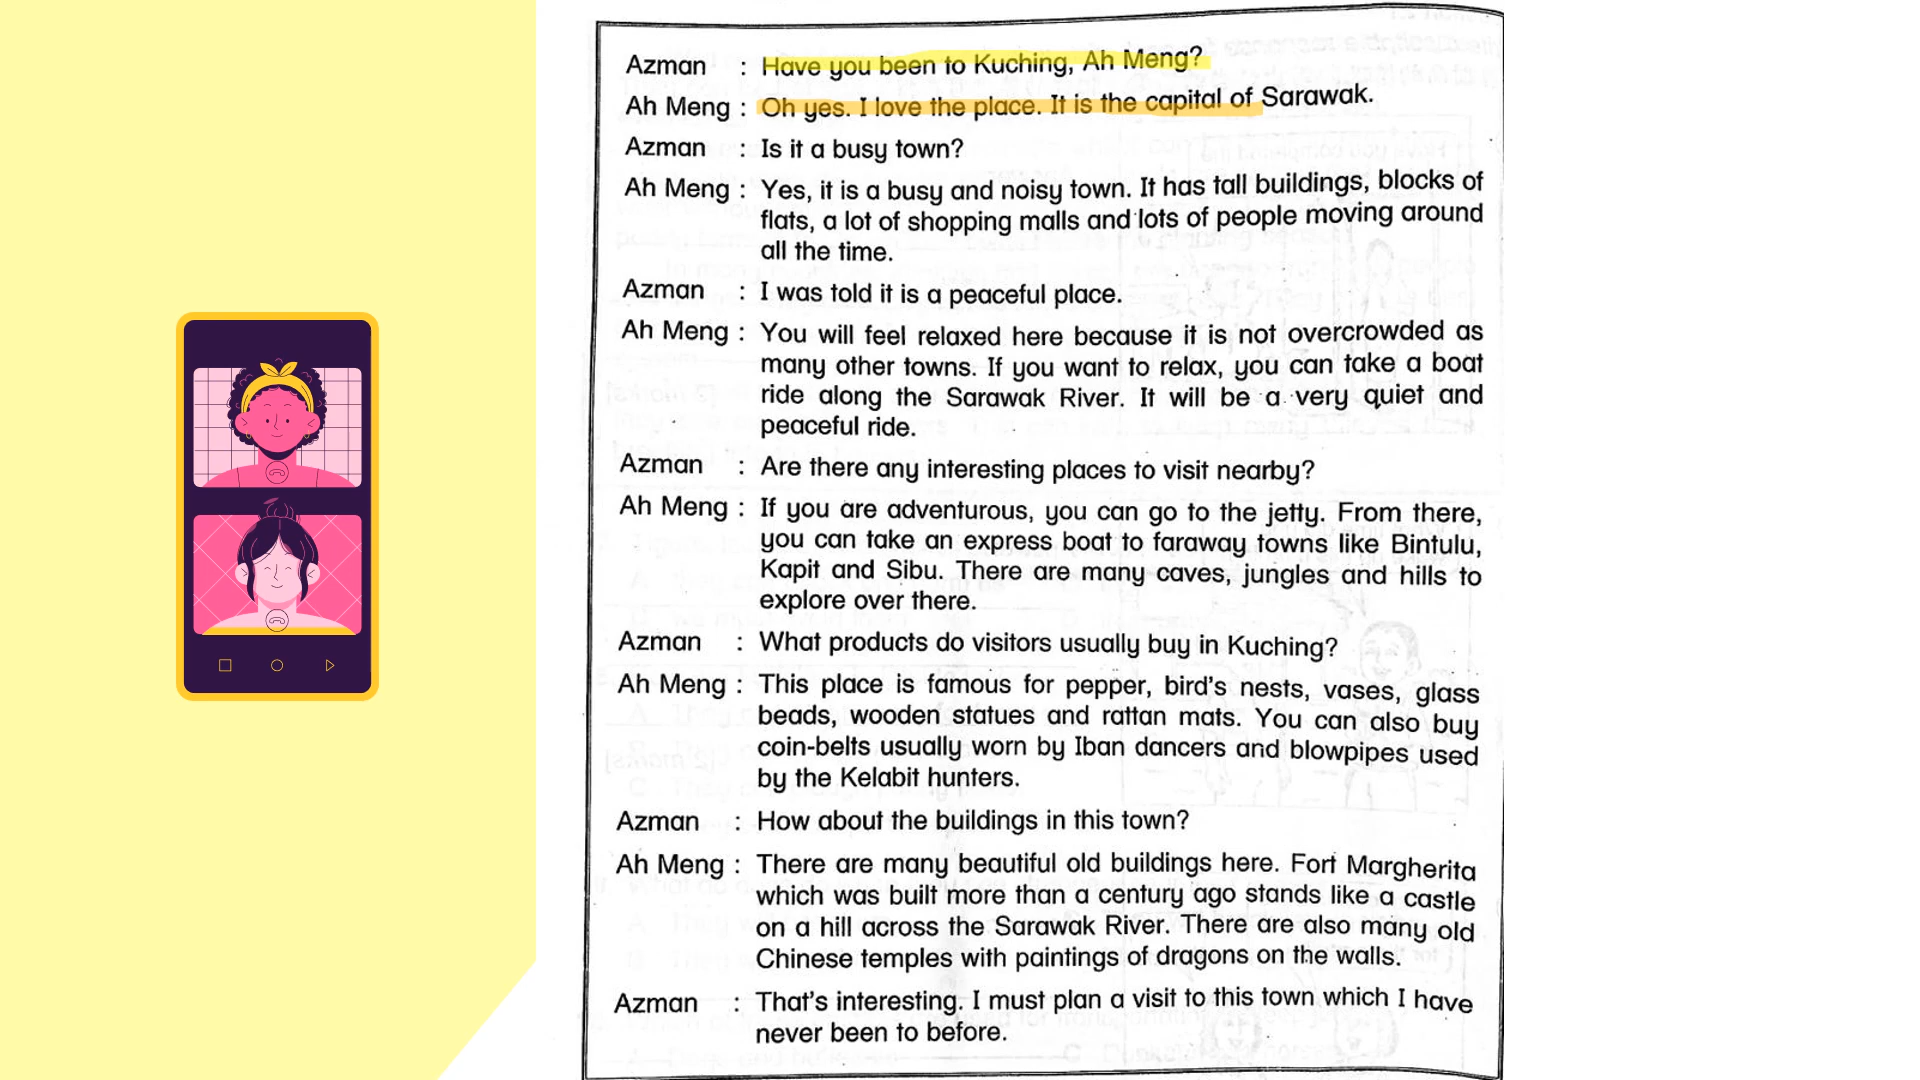 Azman : Have you been to Kuching, Ah Meng?
Ah Meng : Oh yes. I love the place. It is the capital of Sarawak.
Azman : Is it a busy town?
Ah Meng : Yes, it is a busy and noisy town. It has tall buildings, blocks of
flats, a lot of shopping malls and lots of people moving around
all the time.
Azman : I was told it is a peaceful place.
Ah Meng : You will feel relaxed here because it is not overcrowded as
many other towns. If you want to relax, you can take a boat
ride along the Sarawak River. It will be a very quiet and
peaceful ride.
Azman : Are there any interesting places to visit nearby?
Ah Meng : If you are adventurous, you can go to the jetty. From there,
you can take an express boat to faraway towns like Bintulu,
Kapit and Sibu. There are many caves, jungles and hills to
explore over there.
Azman : What products do visitors usually buy in Kuching?
Ah Meng : This place is famous for pepper, bird's nests, vases, glass
beads, wooden statues and rattan mats. You can also buy
coin-belts usually worn by Iban dancers and blowpipes used
by the Kelabit hunters.
Azman : How about the buildings in this town?
Ah Meng : There are many beautiful old buildings here. Fort Margherita
which was built more than a century ago stands like a castle
on a hill across the Sarawak River. There are also many old
Chinese temples with paintings of dragons on the walls.
Azman : That's interesting. I must plan a visit to this town which I have
never been to before.